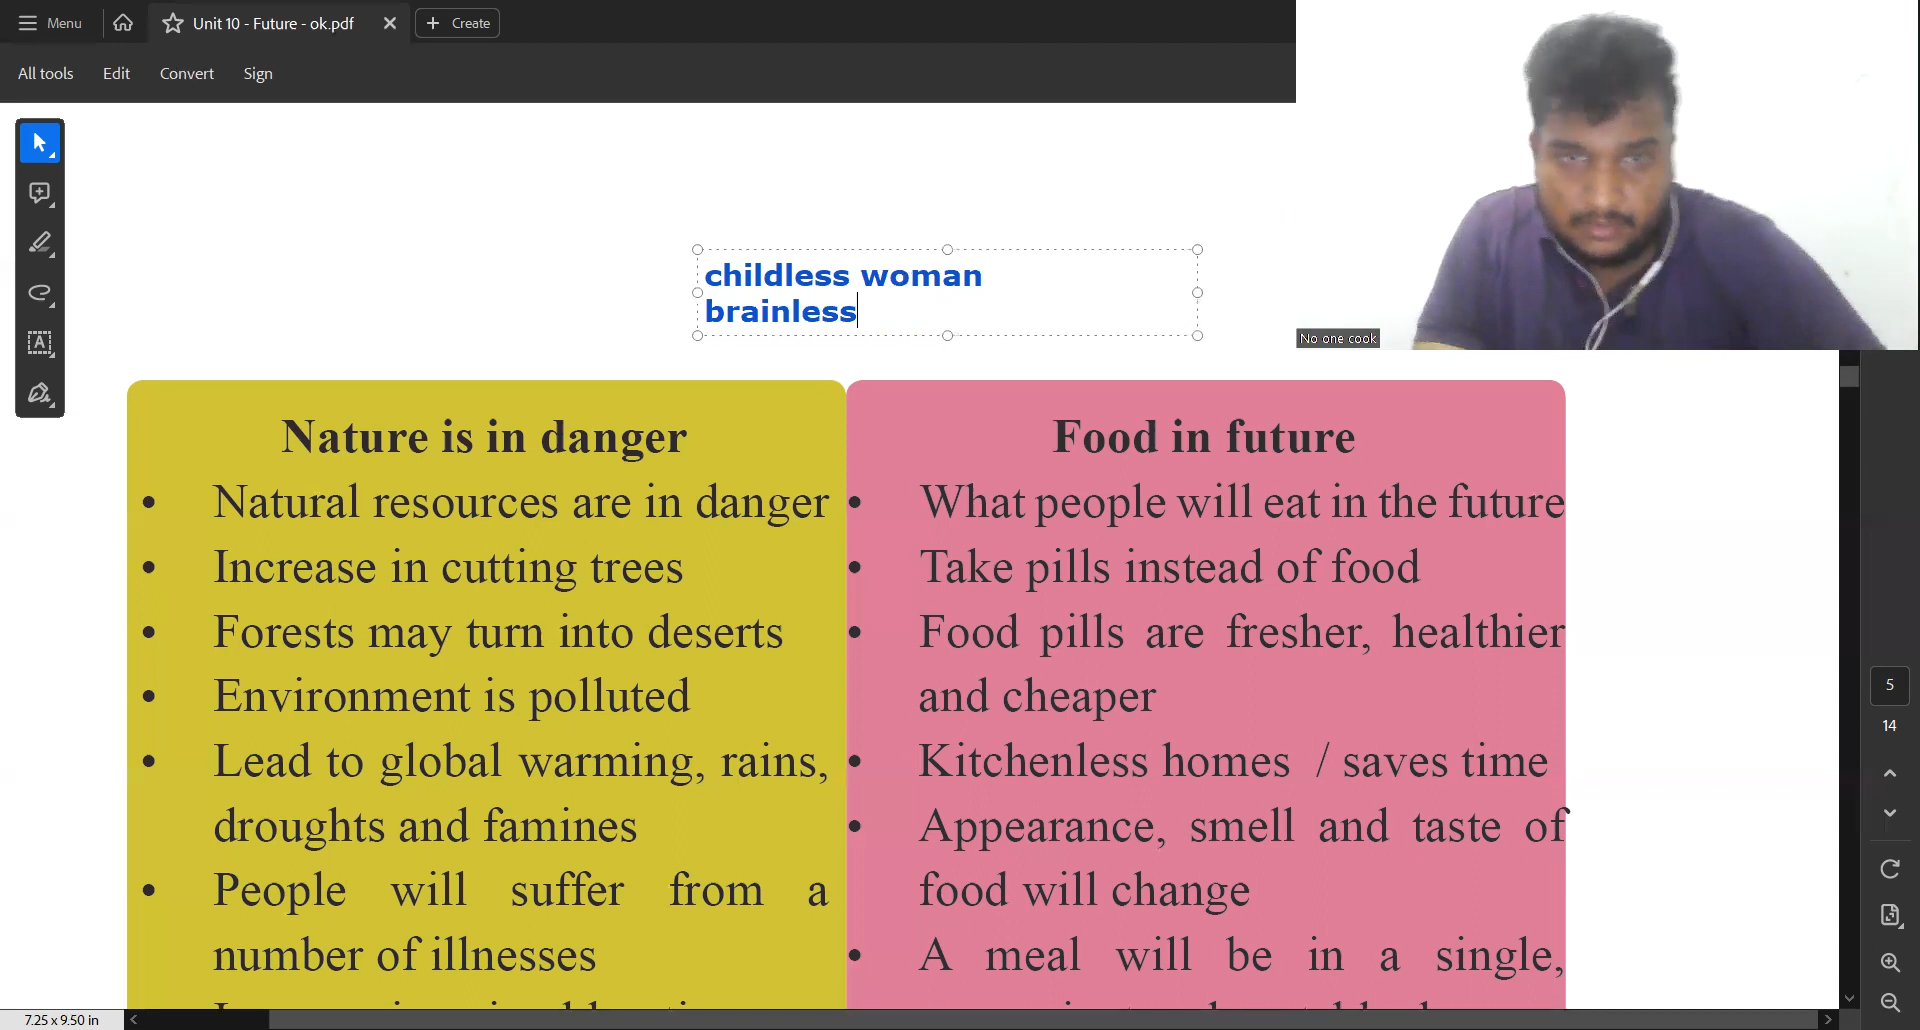 Menu
Unit 10 - Future - ok.pdf
Create
All tools
Edit
Convert
Sign
No one cook
childless woman
brainless
Nature is in danger
• Natural resources are in danger
• Increase in cutting trees
• Forests may turn into deserts
• Environment is polluted
• Lead to global warming, rains,
droughts and famines
• People will suffer from a
number of illnesses
Food in future
• What people will eat in the future
• Take pills instead of food
• Food pills are fresher, healthier
and cheaper
• Kitchenless homes / saves time
• Appearance, smell and taste of
food will change
• A meal will be in a single,
5
14
7.25 x 9.50 in